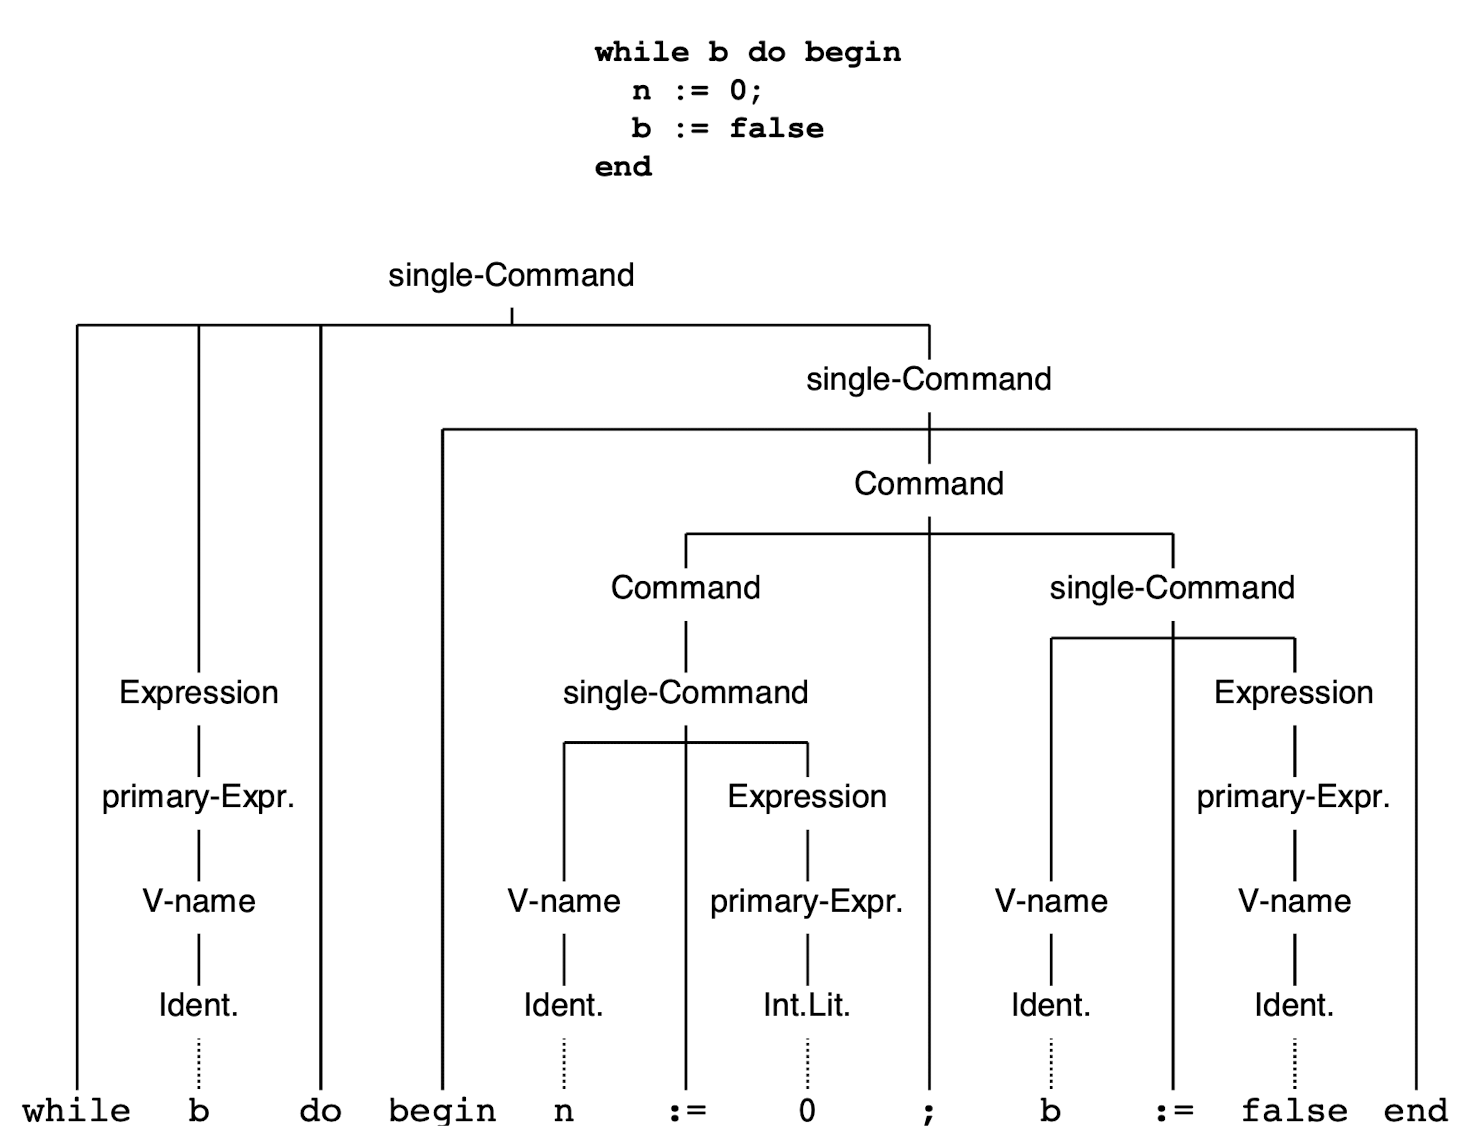 while b do begin
n := 0;
b := false
end
single-Command
single-Command
Command
Command single-Command
Expression single-Command Expression
primary-Expr. Expression primary-Expr.
V-name V-name primary-Expr. V-name V-name
Ident. Ident. Int.Lit. Ident. Ident.
while b do begin n := 0 ; b := false end